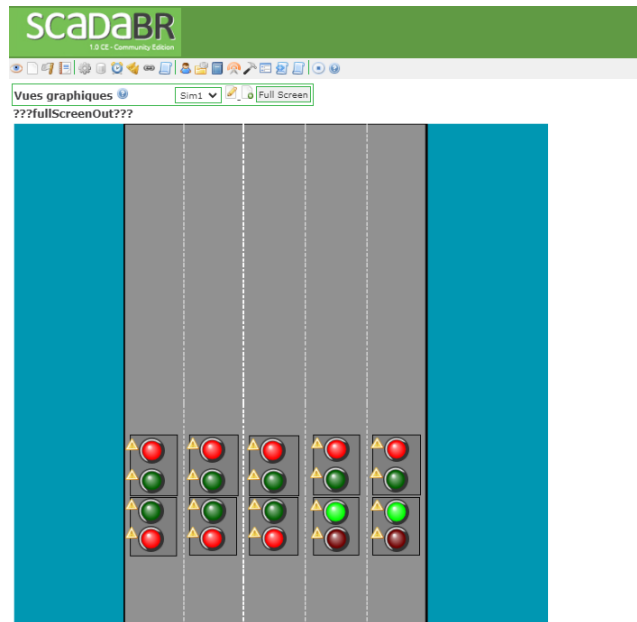 SCADABR
1.0 CE - Community Edition
Vues graphiques Sim1 Full Screen
???fullScreenOut???